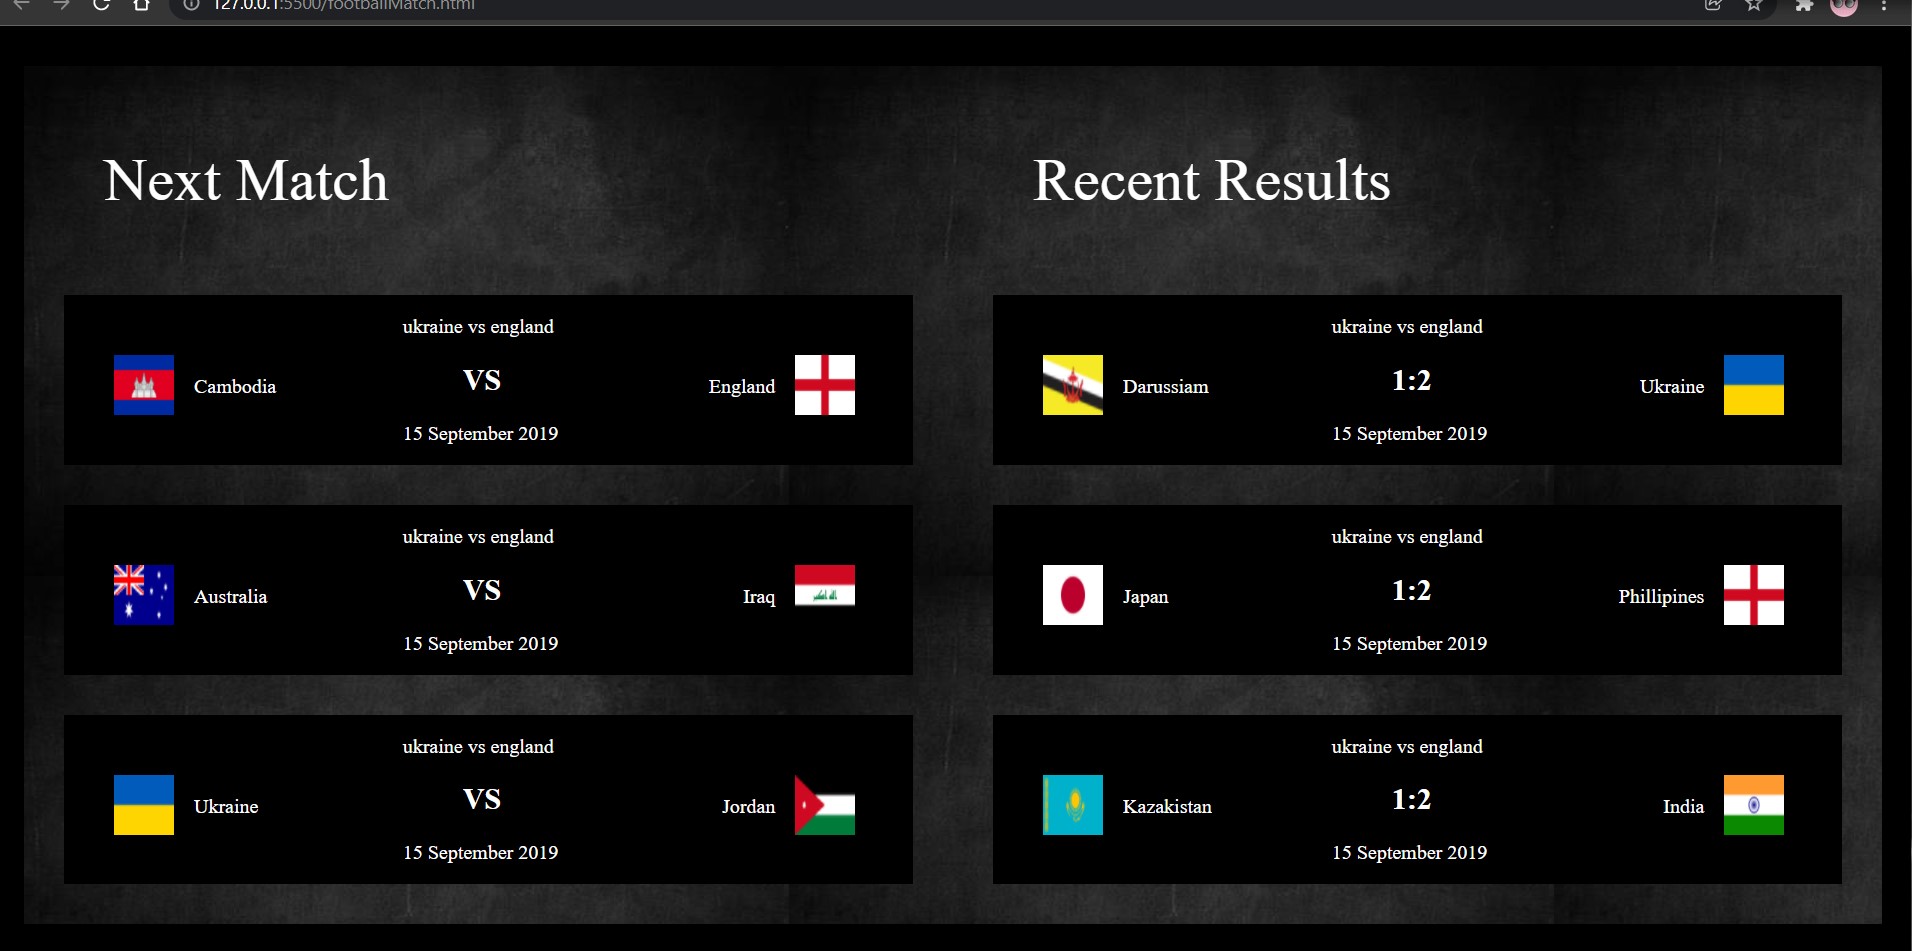 127.0.0.1:5500/footballMatch.html
Next Match
ukraine vs england
Cambodia
VS
England
15 September 2019
ukraine vs england
Australia
VS
Iraq
15 September 2019
ukraine vs england
Ukraine
VS
Jordan
15 September 2019
Recent Results
ukraine vs england
Darussiam
1:2
Ukraine
15 September 2019
ukraine vs england
Japan
1:2
Phillipines
15 September 2019
ukraine vs england
Kazakistan
1:2
India
15 September 2019